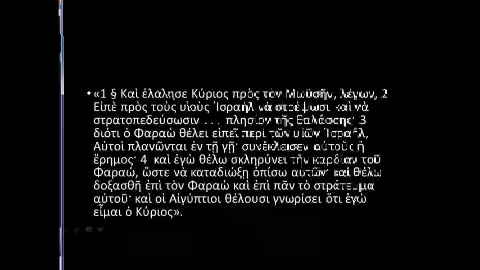 • «1 § Καὶ ἐλαλησε Κύριος πρὸς τὸν Μωϋσῆν, λέγων, 2
Εἰπὲ πρὸς τοὺς υἱοὺς Ἰσραὴλ νὰ στρέψωσι καὶ νὰ
στρατοπεδεύσωσιν . . . πλησίον τῆς θαλάσσης· 3
διότι ὁ Φαραὼ θέλει εἰπεῖ περὶ τῶν υἱῶν Ἰσραήλ,
Αὐτοὶ πλανῶνται ἐν τῇ γῇ· συνέκλεισεν αὐτοὺς ἡ
ἔρημος· 4 καὶ ἐγὼ θέλω σκληρύνει τὴν καρδίαν τοῦ
Φαραώ, ὥστε νὰ καταδιώξῃ ὀπίσω αὐτῶν· καὶ θέλω
δοξασθῆ ἐπὶ τὸν Φαραὼ καὶ ἐπὶ πᾶν τὸ στράτευμα
αὐτοῦ· καὶ οἱ Αἰγύπτιοι θέλουσι γνωρίσει ὅτι ἐγὼ
εἶμαι ὁ Κύριος».